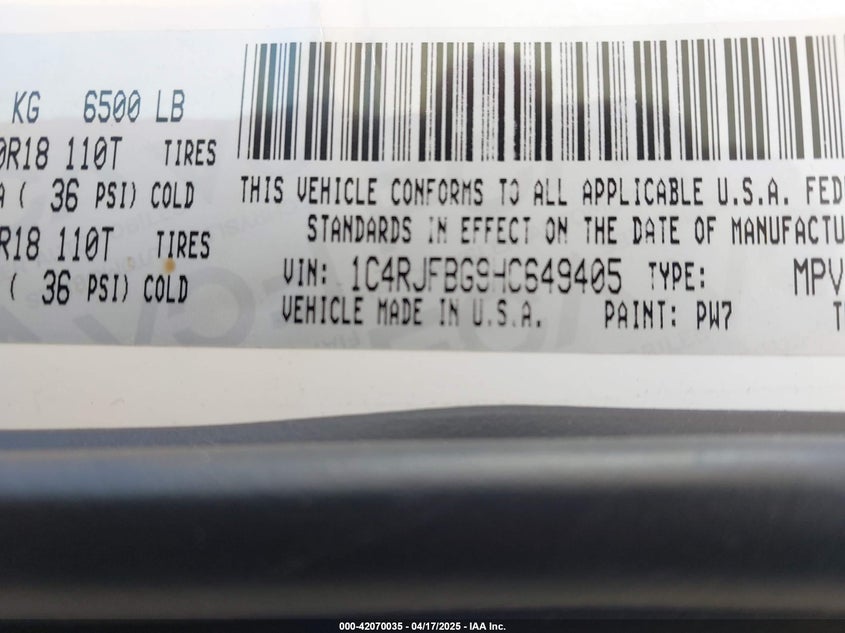 KG 6500 LB
0R18 110T TIRES
A ( 36 PSI) COLD
R18 110T TIRES
( 36 PSI) COLD
THIS VEHICLE CONFORMS TO ALL APPLICABLE U.S.A. FED
STANDARDS IN EFFECT ON THE DATE OF MANUFACTU
VIN: 1C4RJFBG9HC649405 TYPE: MPV
VEHICLE MADE IN U.S.A. PAINT: PW7 T
000-42070035 - 04/17/2025 - IAA Inc.